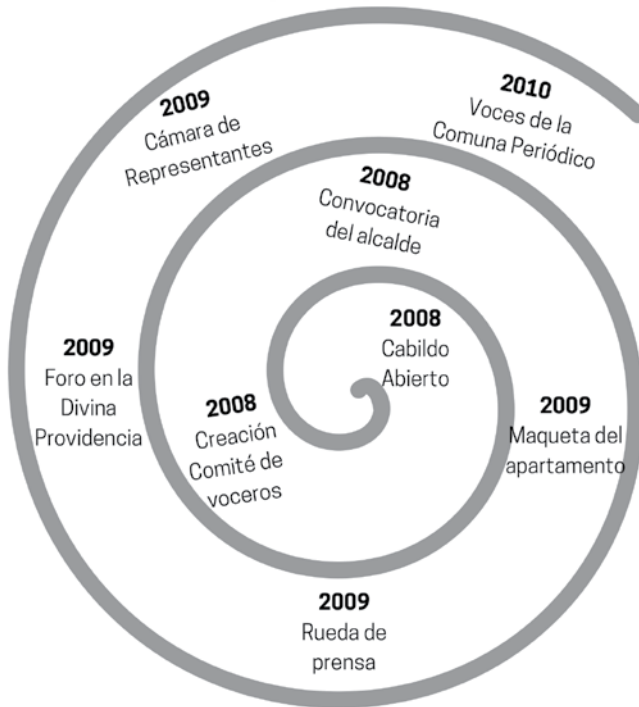 2009
Cámara de
Representantes
2010
Voces de la
Comuna Periódico
2008
Convocatoria
del alcalde
2008
Cabildo
Abierto
2009
Foro en la
Divina
Providencia
2008
Creación
Comité de
voceros
2009
Maqueta del
apartamento
2009
Rueda de
prensa